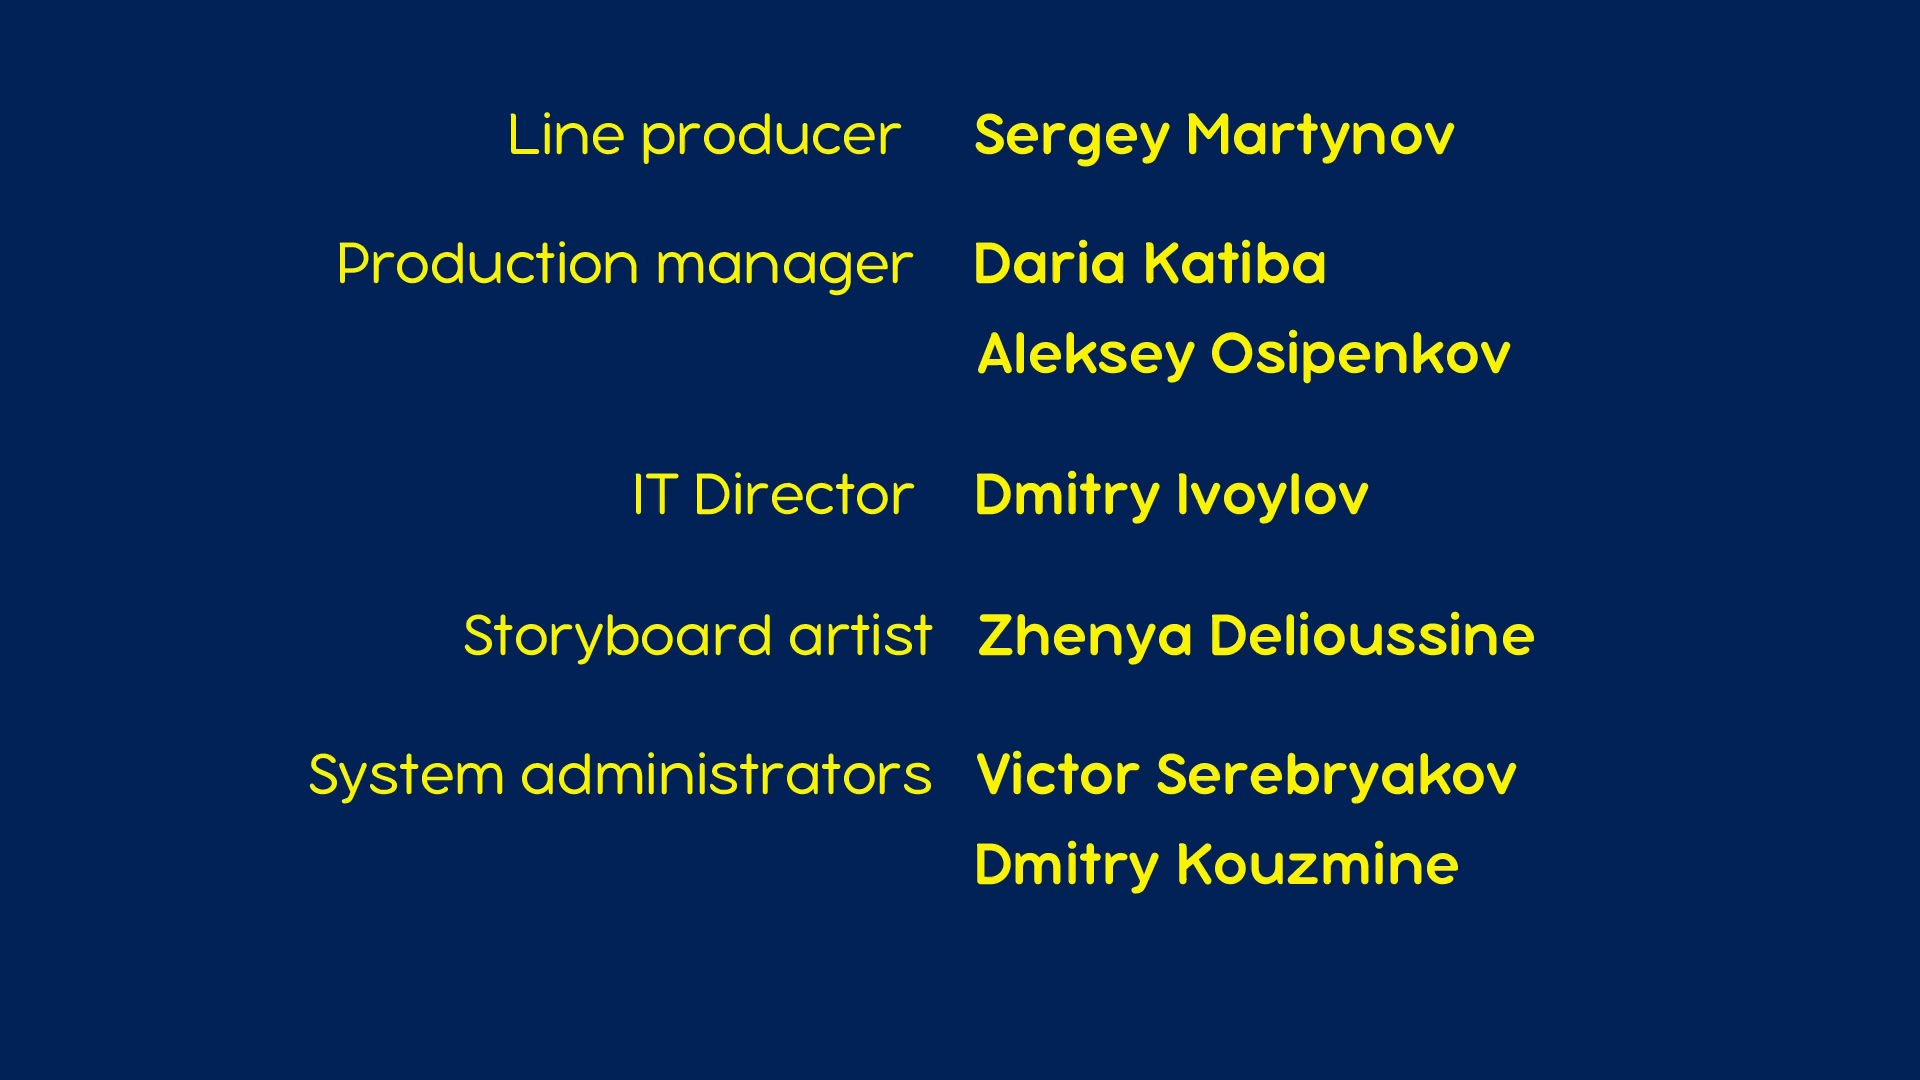 Line producer Sergey Martynov
Production manager Daria Katiba
Aleksey Osipenkov
IT Director Dmitry Ivoylov
Storyboard artist Zhenya Delioussine
System administrators Victor Serebryakov
Dmitry Kouzmine